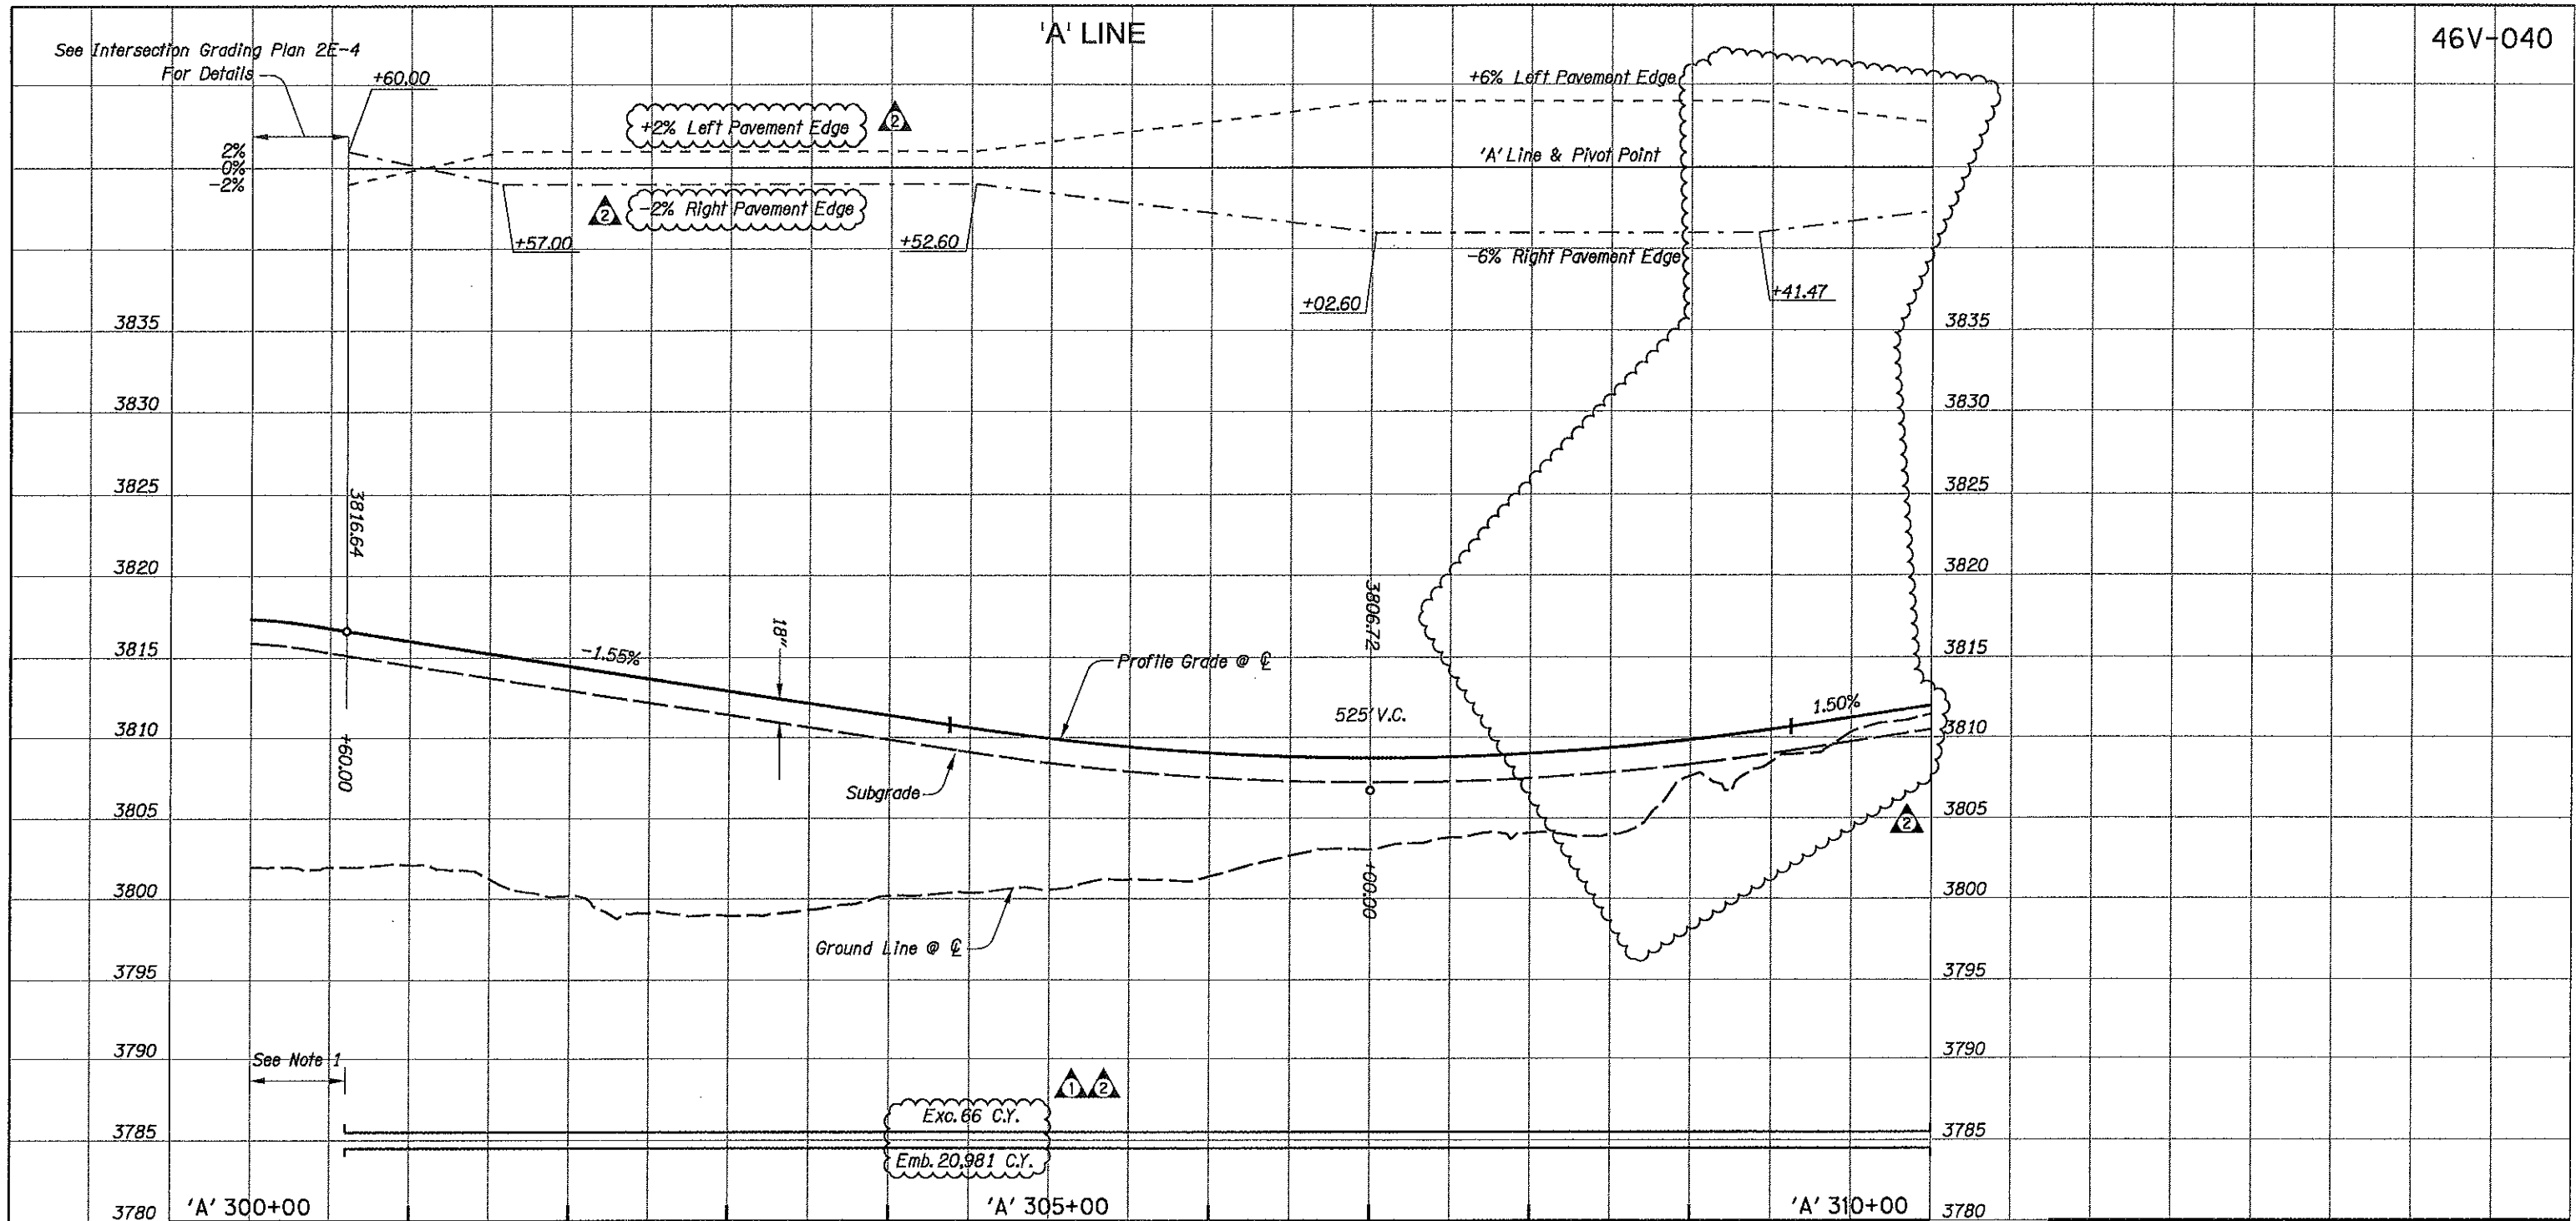 'A' LINE
46V-040
See Intersection Grading Plan 2E-4
For Details
+60.00
+6% Left Pavement Edge
+2% Left Pavement Edge
2
2%
0%
-2%
'A' Line & Pivot Point
2
-2% Right Pavement Edge
+57.00
+52.60
-6% Right Pavement Edge
+02.60
+41.47
3835
3835
3830
3830
3825
3825
3816.64
3820
3820
3806.72
3815
3815
-1.55%
18"
Profile Grade @ ℄
525' V.C.
1.50%
3810
3810
+60.00
Subgrade
3805
3805
2
3800
3800
+00.00
Ground Line @ ℄
3795
3795
3790
3790
See Note 1
1 2
Exc. 66 C.Y.
3785
3785
Emb. 20,981 C.Y.
3780
'A' 300+00
'A' 305+00
'A' 310+00
3780